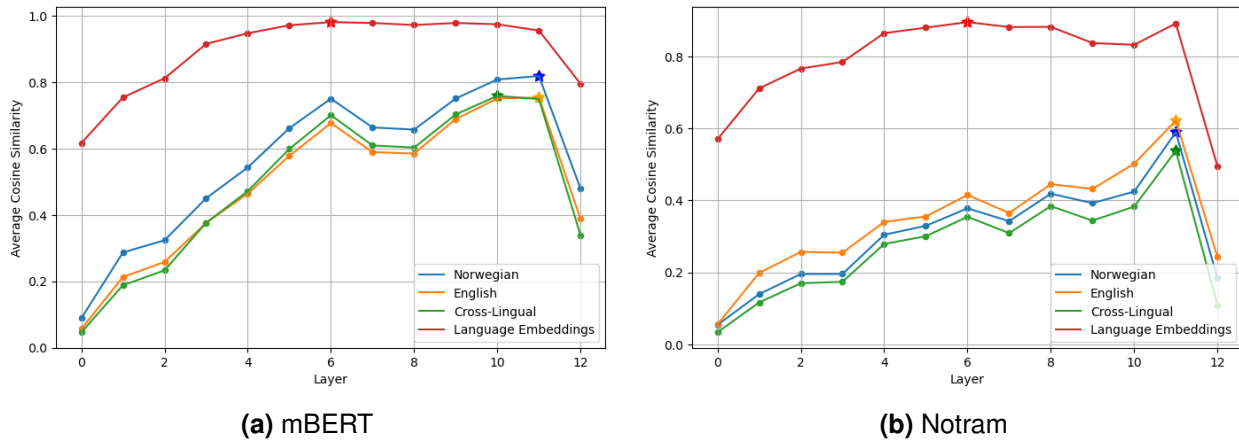 1.0
0.8
0.6
0.4
0.2
0.0
Average Cosine Similarity
0 2 4 6 8 10 12
Layer
Norwegian
English
Cross-Lingual
Language Embeddings
(a) mBERT
0.8
0.6
0.4
0.2
0.0
Average Cosine Similarity
0 2 4 6 8 10 12
Layer
Norwegian
English
Cross-Lingual
Language Embeddings
(b) Notram